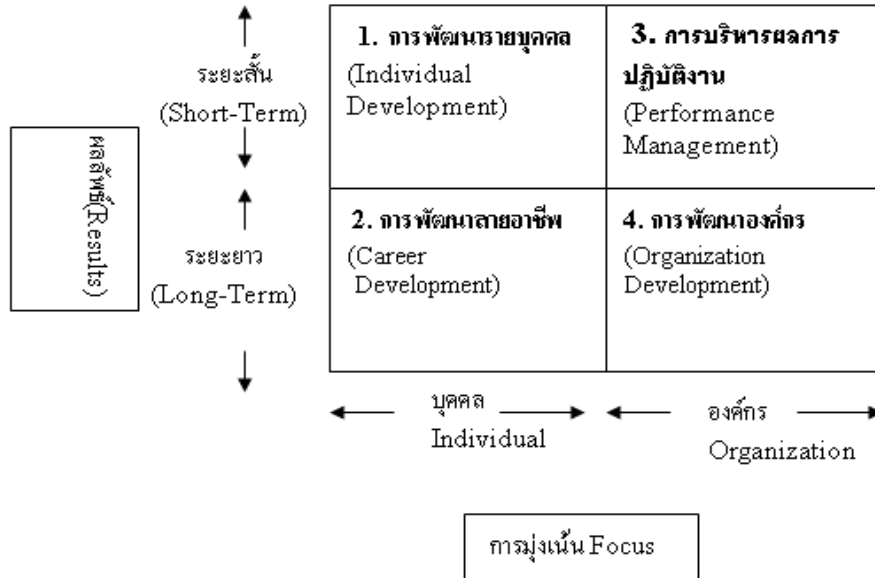 1. การพัฒนารายบุคคล
(Individual
Development)
3. การบริหารผลการ
ปฏิบัติงาน
(Performance
Management)
ระยะสั้น
(Short-Term)
ผลลัพธ์(Results)
2. การพัฒนาสายอาชีพ
(Career
Development)
4. การพัฒนาองค์กร
(Organization
Development)
ระยะยาว
(Long-Term)
บุคคล
Individual
องค์กร
Organization
การมุ่งเน้น Focus